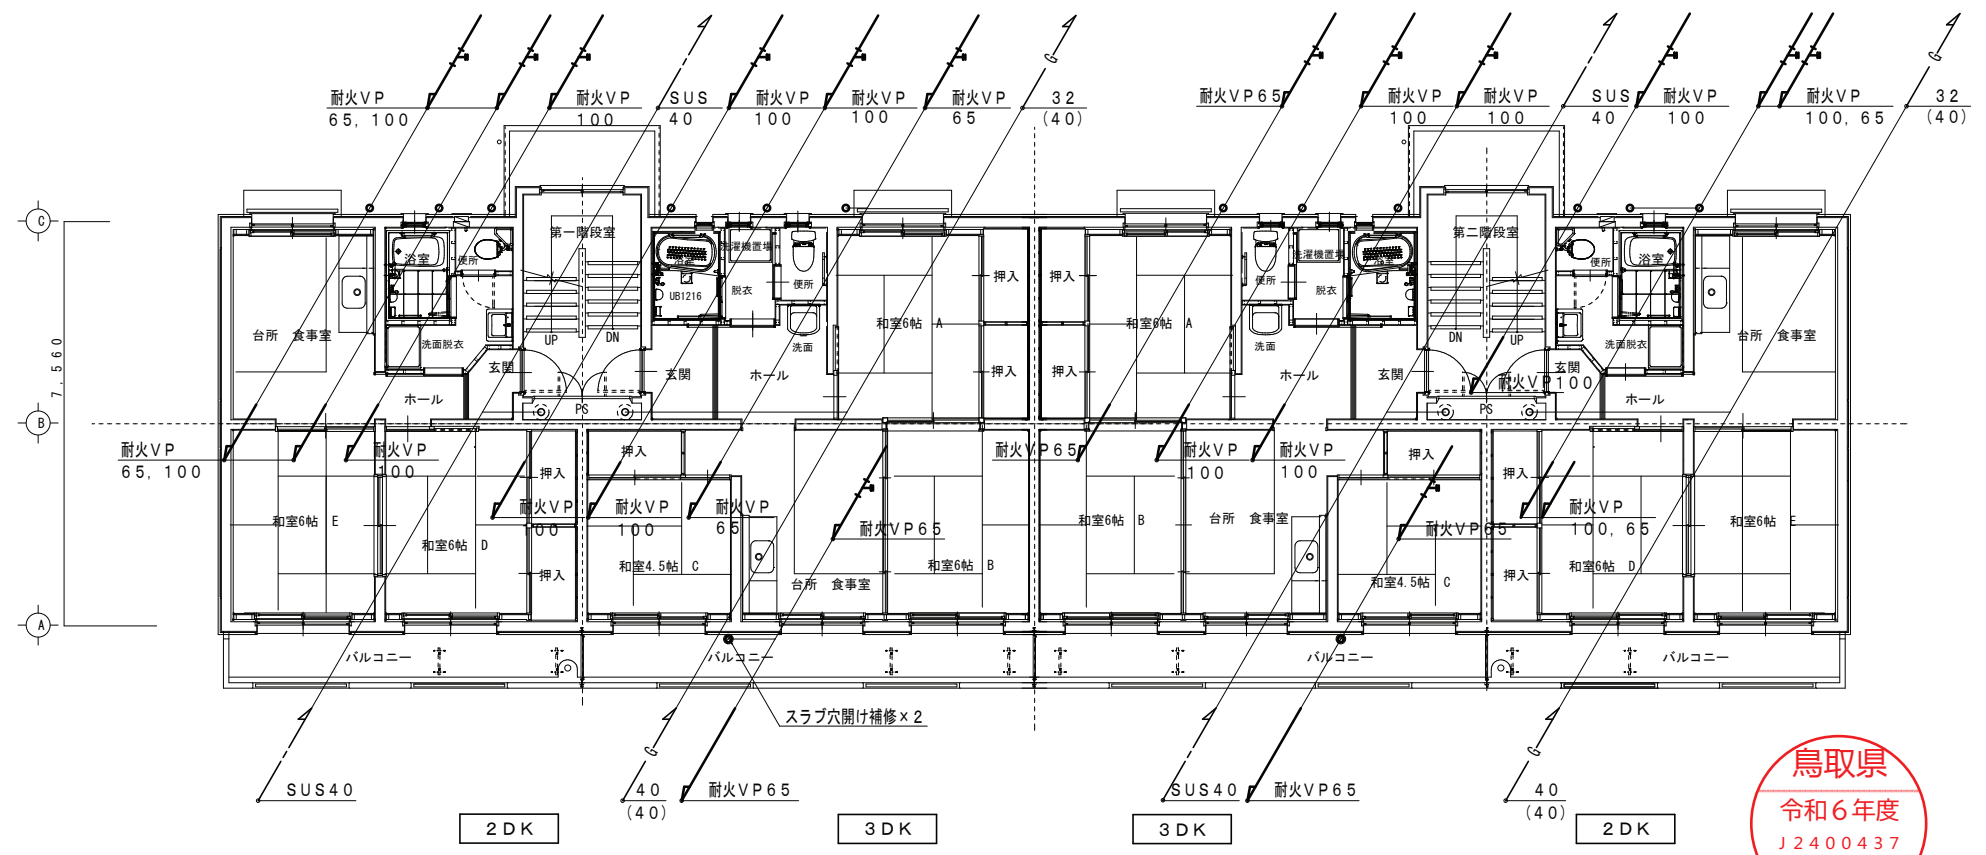 耐火VP
65, 100
耐火VP
100
SUS
40
耐火VP
100
耐火VP
100
耐火VP
65
G
32
(40)
耐火VP65
耐火VP
100
耐火VP
100
SUS
40
耐火VP
100
耐火VP
100, 65
G
32
(40)
C
B
A
7,560
第一階段室
第二階段室
浴室
便所
洗濯機置場
浴室
UB1216
脱衣
便所
押入
押入
便所
洗濯機置場
脱衣
浴室
便所
浴室
台所 食事室
洗面脱衣
UP
DN
洗面
和室6帖 A
和室6帖 A
洗面
DN
UP
洗面脱衣
台所 食事室
玄関
玄関
ホール
押入
押入
ホール
玄関
玄関
耐火VP100
ホール
PS
PS
ホール
耐火VP
65, 100
耐火VP
100
押入
押入
耐火VP65
耐火VP
100
耐火VP
100
押入
押入
和室6帖 E
和室6帖 D
耐火VP
100
耐火VP
100
耐火VP
65
耐火VP65
和室6帖 B
台所 食事室
耐火VP65
耐火VP
100, 65
和室6帖 E
押入
和室4.5帖 C
台所 食事室
和室6帖 B
和室4.5帖 C
押入
和室6帖 D
バルコニー
バルコニー
バルコニー
バルコニー
スラブ穴開け補修×2
SUS40
G
40
(40)
耐火VP65
SUS40
耐火VP65
G
40
(40)
2DK
3DK
3DK
2DK
鳥取県
令和6年度
J2400437